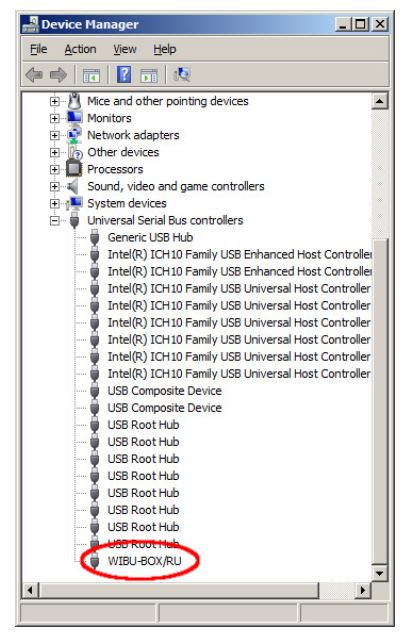 Device Manager
File Action View Help
Mice and other pointing devices
Monitors
Network adapters
Other devices
Processors
Sound, video and game controllers
System devices
Universal Serial Bus controllers
Generic USB Hub
Intel(R) ICH10 Family USB Enhanced Host Controller
Intel(R) ICH10 Family USB Enhanced Host Controller
Intel(R) ICH10 Family USB Universal Host Controller
Intel(R) ICH10 Family USB Universal Host Controller
Intel(R) ICH10 Family USB Universal Host Controller
Intel(R) ICH10 Family USB Universal Host Controller
Intel(R) ICH10 Family USB Universal Host Controller
Intel(R) ICH10 Family USB Universal Host Controller
USB Composite Device
USB Composite Device
USB Root Hub
USB Root Hub
USB Root Hub
USB Root Hub
USB Root Hub
USB Root Hub
USB Root Hub
USB Root Hub
WIBU-BOX/RU